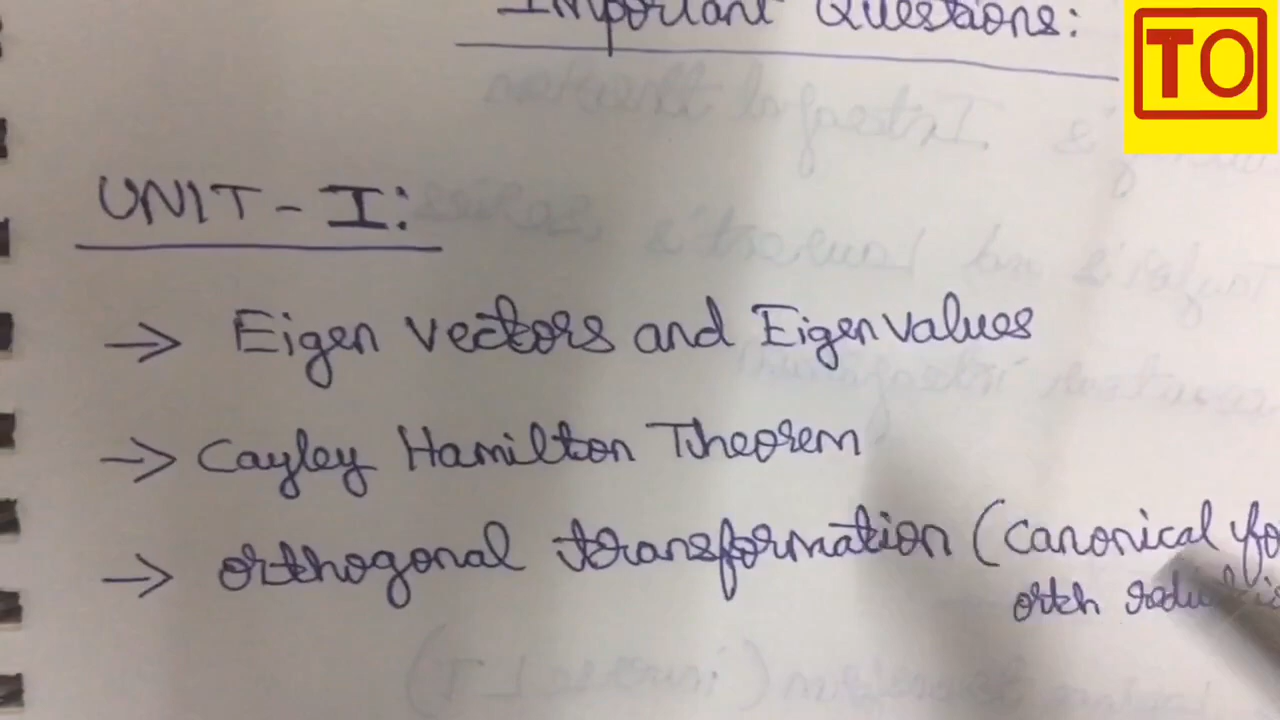 Important Questions:
TO
UNIT - I:
→ Eigen vectors and Eigen values
→ Cayley Hamilton Theorem
→ orthogonal transformation (canonical fo
orth